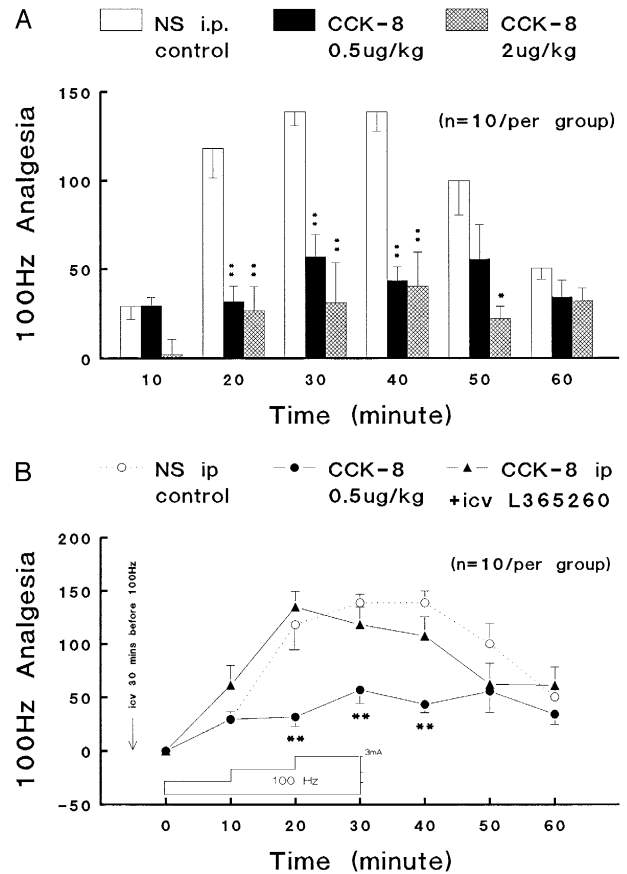 A
NS i.p. control
CCK-8 0.5ug/kg
CCK-8 2ug/kg
(n=10/per group)
100Hz Analgesia
150
100
50
0
** ** ** ** ** ** *
10 20 30 40 50 60
Time (minute)
B
NS ip control
CCK-8 0.5ug/kg
CCK-8 ip +icv L365260
(n=10/per group)
100Hz Analgesia
200
150
100
50
0
-50
icv 30 mins before 100Hz
** ** **
3mA
100 Hz
0 10 20 30 40 50 60
Time (minute)